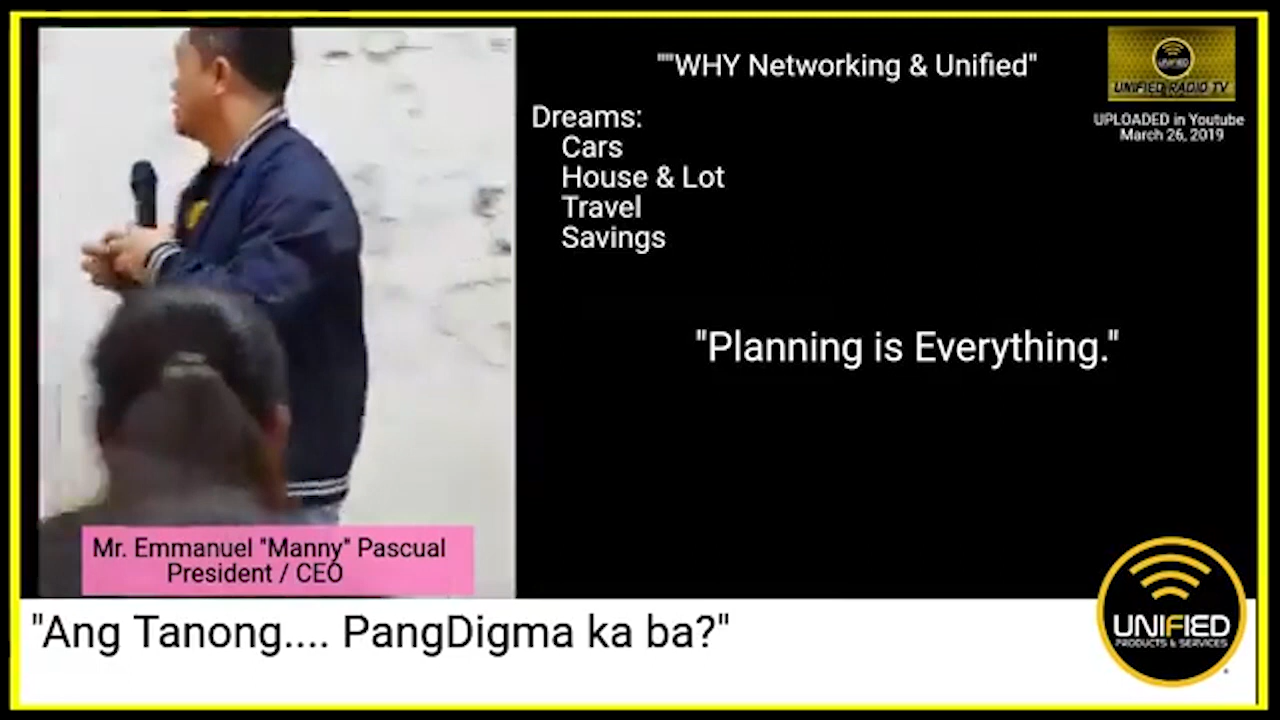 ""WHY Networking & Unified"
UNIFIED
UNIFIED RADIO TV
UPLOADED in Youtube
March 26, 2019
Dreams:
Cars
House & Lot
Travel
Savings
"Planning is Everything."
Mr. Emmanuel "Manny" Pascual
President / CEO
"Ang Tanong.... PangDigma ka ba?"
UNIFIED
PRODUCTS & SERVICES